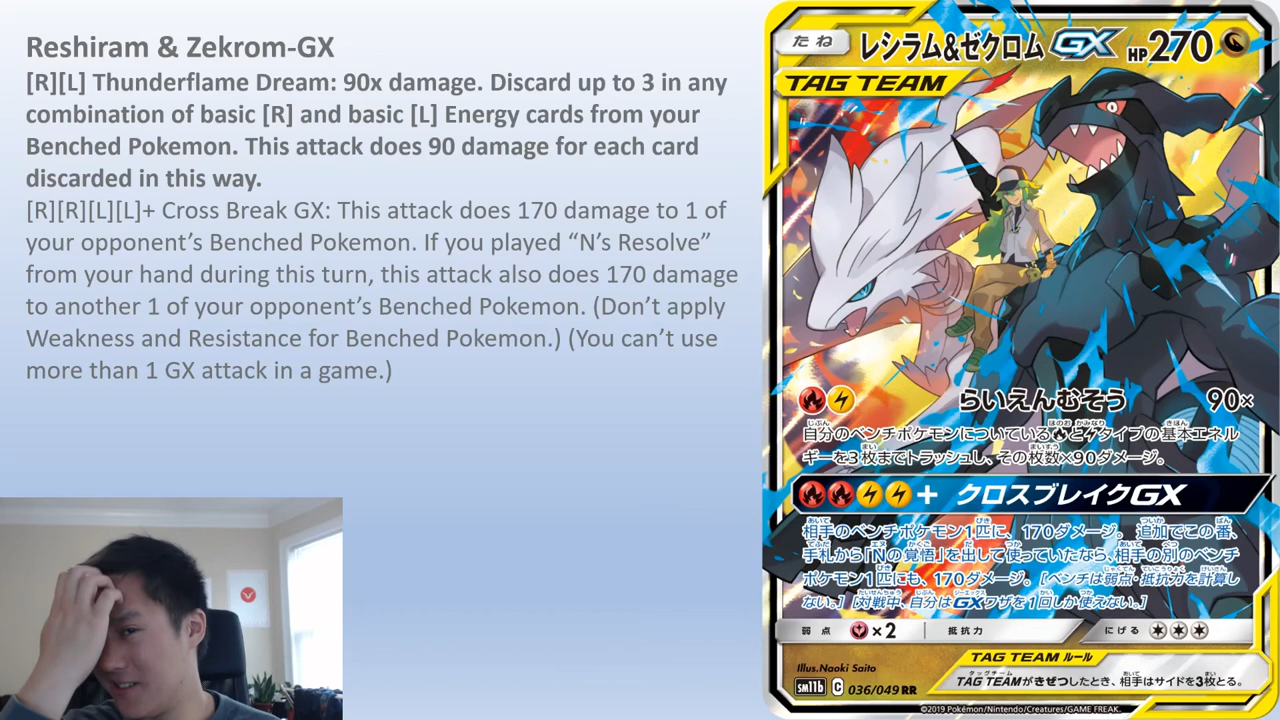 Reshiram & Zekrom-GX
[R][L] Thunderflame Dream: 90x damage. Discard up to 3 in any
combination of basic [R] and basic [L] Energy cards from your
Benched Pokemon. This attack does 90 damage for each card
discarded in this way.
[R][R][L][L]+ Cross Break GX: This attack does 170 damage to 1 of
your opponent's Benched Pokemon. If you played “N's Resolve”
from your hand during this turn, this attack also does 170 damage
to another 1 of your opponent's Benched Pokemon. (Don't apply
Weakness and Resistance for Benched Pokemon.) (You can't use
more than 1 GX attack in a game.)
たね レシラム&ゼクロムGX HP270
TAG TEAM
らいえんむそう 90×
自分のベンチポケモンについている と タイプの基本エネル
ギーを3枚までトラッシュし、その枚数×90ダメージ。
+ クロスブレイクGX
相手のベンチポケモン1匹に、170ダメージ。追加でこの番、
手札から「Nの覚悟」を出して使っていたなら、相手の別のベンチ
ポケモン1匹にも、170ダメージ。[ベンチは弱点・抵抗力を計算し
ない。] [対戦中、自分はGXワザを1回しか使えない。]
弱点 ×2 抵抗力 にげる
Illus.Naoki Saito
TAG TEAM ルール
TAG TEAMがきぜつしたとき、相手はサイドを3枚とる。
sm11b C 036/049 RR
©2019 Pokémon/Nintendo/Creatures/GAME FREAK.